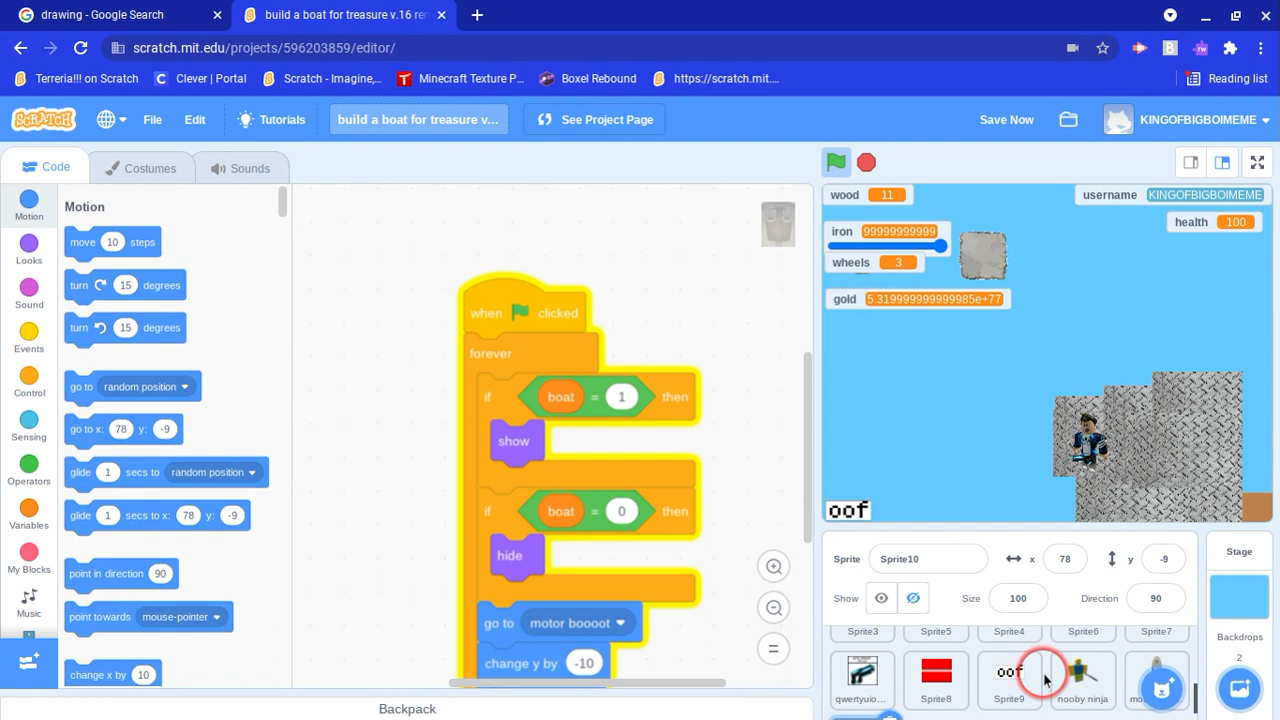 drawing - Google Search
build a boat for treasure v.16 re
scratch.mit.edu/projects/596203859/editor/
Terreria!!! on Scratch
Clever | Portal
Scratch - Imagine,...
Minecraft Texture P...
Boxel Rebound
https://scratch.mit....
Reading list
SCRATCH
File
Edit
Tutorials
build a boat for treasure v...
See Project Page
Save Now
KINGOFBIGBOIMEME
Code
Costumes
Sounds
Motion
Looks
Sound
Events
Control
Sensing
Operators
Variables
My Blocks
Music
Motion
move 10 steps
turn 15 degrees
turn 15 degrees
go to random position
go to x: 78 y: -9
glide 1 secs to random position
glide 1 secs to x: 78 y: -9
point in direction 90
point towards mouse-pointer
change x by 10
when clicked
forever
if boat = 1 then
show
if boat = 0 then
hide
go to motor boooot
change y by -10
Backpack
wood 11
username KINGOFBIGBOIMEME
health 100
iron 99999999999
wheels 3
gold 5.319999999999985e+77
oof
Sprite Sprite10 x 78 y -9
Show Size 100 Direction 90
Sprite3 Sprite5 Sprite4 Sprite6 Sprite7
oof
qwertyuio... Sprite8 Sprite9 nooby ninja
Stage
Backdrops
2